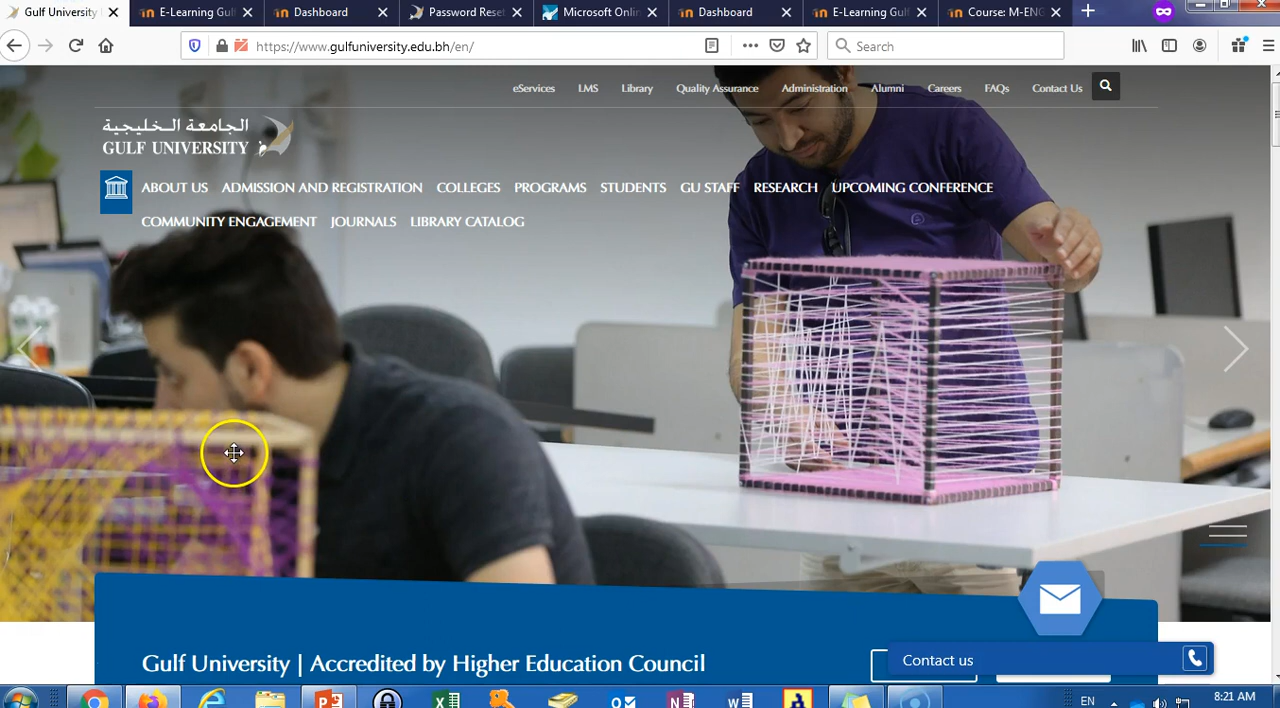 Gulf University
E-Learning Gulf
Dashboard
Password Reset
Microsoft Onlin
Dashboard
E-Learning Gulf
Course: M-ENG
https://www.gulfuniversity.edu.bh/en/
Search
eServices LMS Library Quality Assurance Administration Alumni Careers FAQs Contact Us
الجامعة الخليجية
GULF UNIVERSITY
ABOUT US ADMISSION AND REGISTRATION COLLEGES PROGRAMS STUDENTS GU STAFF RESEARCH UPCOMING CONFERENCE
COMMUNITY ENGAGEMENT JOURNALS LIBRARY CATALOG
Gulf University | Accredited by Higher Education Council
Contact us
EN
8:21 AM